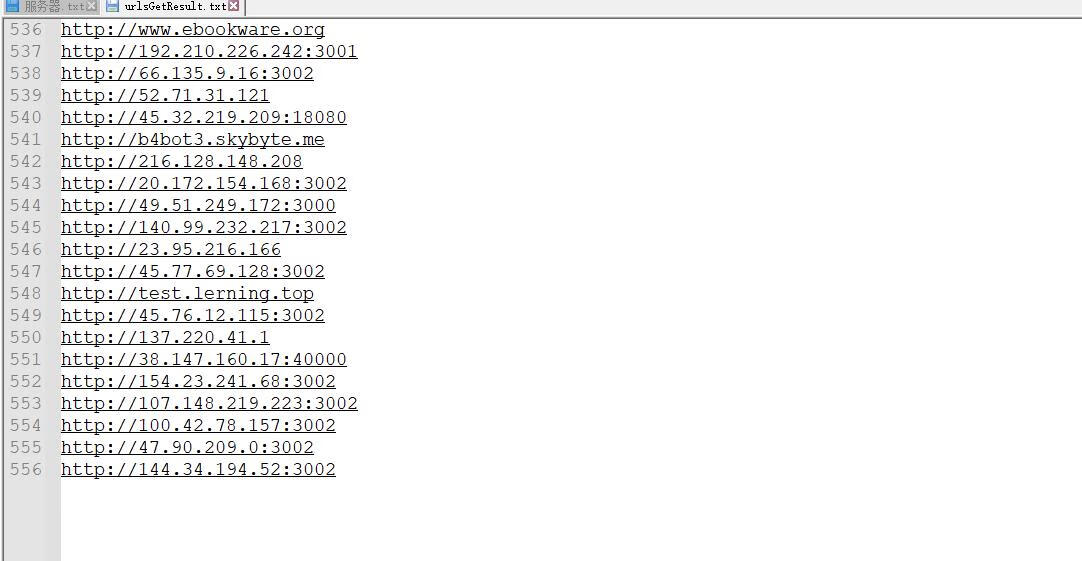 服务器.txt urlsGetResult.txt
536 http://www.ebookware.org
537 http://192.210.226.242:3001
538 http://66.135.9.16:3002
539 http://52.71.31.121
540 http://45.32.219.209:18080
541 http://b4bot3.skybyte.me
542 http://216.128.148.208
543 http://20.172.154.168:3002
544 http://49.51.249.172:3000
545 http://140.99.232.217:3002
546 http://23.95.216.166
547 http://45.77.69.128:3002
548 http://test.lerning.top
549 http://45.76.12.115:3002
550 http://137.220.41.1
551 http://38.147.160.17:40000
552 http://154.23.241.68:3002
553 http://107.148.219.223:3002
554 http://100.42.78.157:3002
555 http://47.90.209.0:3002
556 http://144.34.194.52:3002